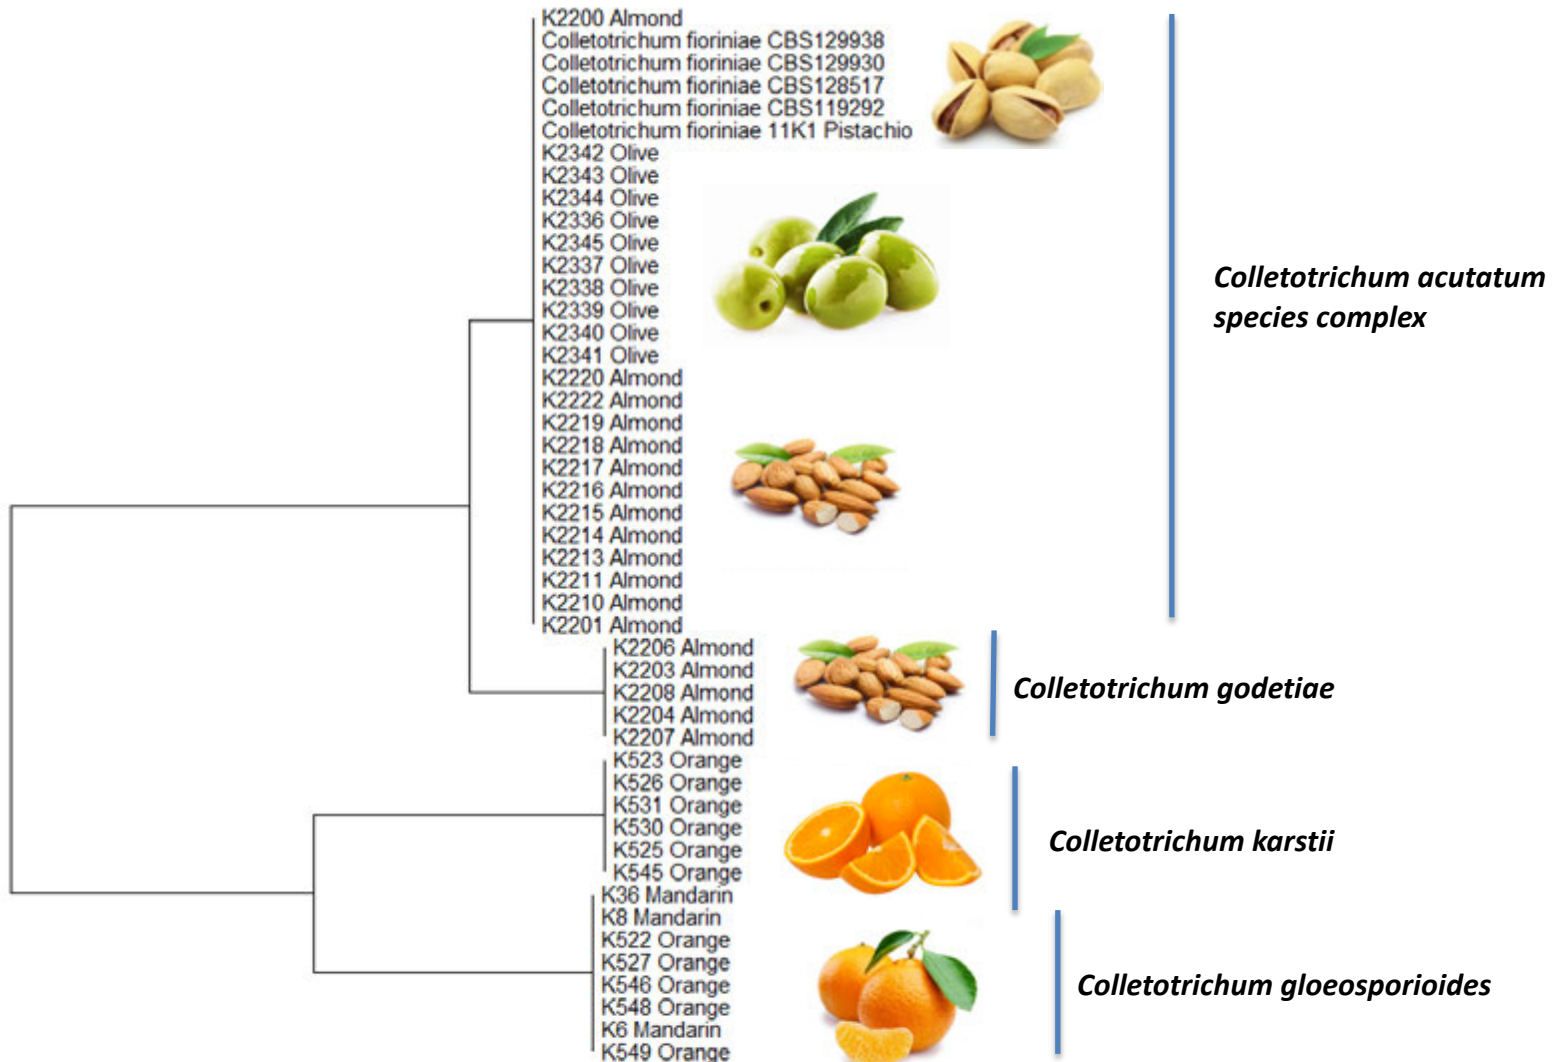 K2200 Almond
Colletotrichum fioriniae CBS129938
Colletotrichum fioriniae CBS129930
Colletotrichum fioriniae CBS128517
Colletotrichum fioriniae CBS119292
Colletotrichum fioriniae 11K1 Pistachio
K2342 Olive
K2343 Olive
K2344 Olive
K2336 Olive
K2345 Olive
K2337 Olive
K2338 Olive
K2339 Olive
K2340 Olive
K2341 Olive
K2220 Almond
K2222 Almond
K2219 Almond
K2218 Almond
K2217 Almond
K2216 Almond
K2215 Almond
K2214 Almond
K2213 Almond
K2211 Almond
K2210 Almond
K2201 Almond
Colletotrichum acutatum
species complex
K2206 Almond
K2203 Almond
K2208 Almond
K2204 Almond
K2207 Almond
Colletotrichum godetiae
K523 Orange
K526 Orange
K531 Orange
K530 Orange
K525 Orange
K545 Orange
Colletotrichum karstii
K36 Mandarin
K8 Mandarin
K522 Orange
K527 Orange
K546 Orange
K548 Orange
K6 Mandarin
K549 Orange
Colletotrichum gloeosporioides